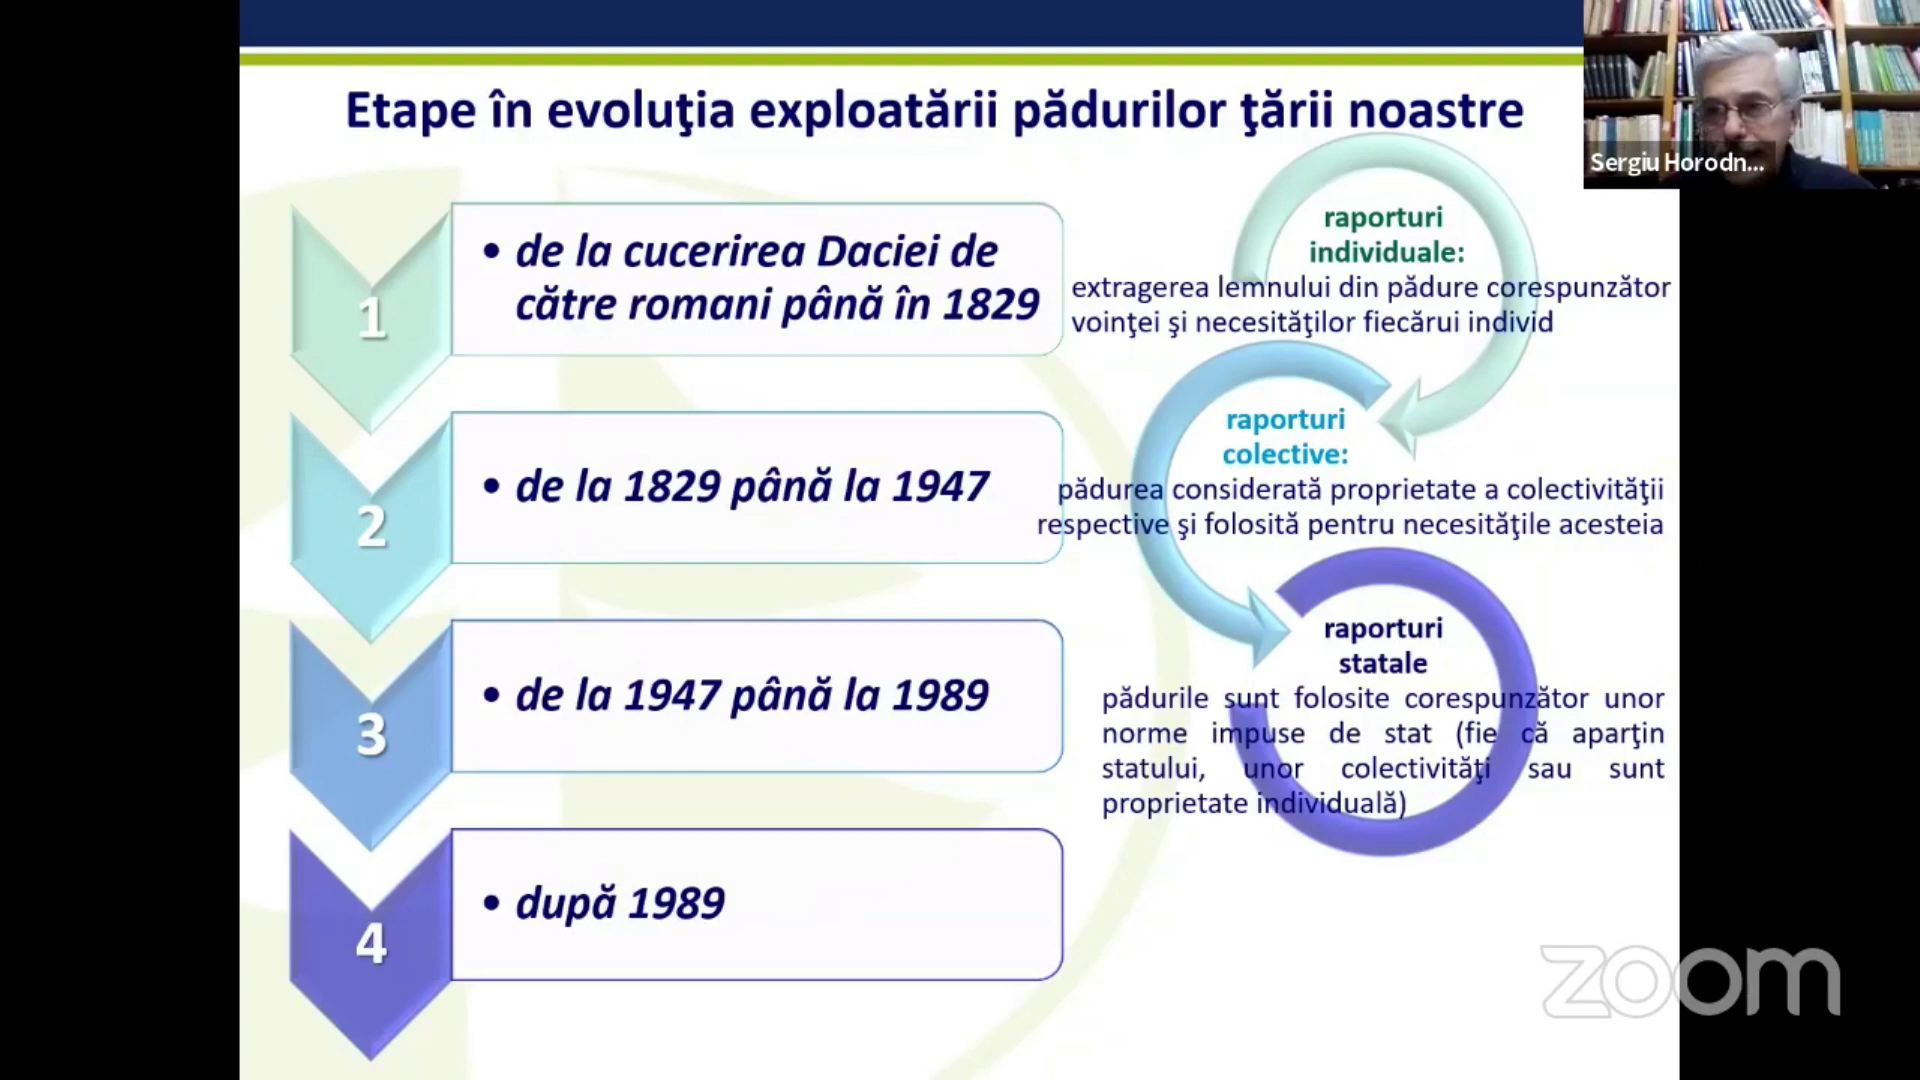 Etape în evoluţia exploatării pădurilor ţării noastre
Sergiu Horodn...
1
• de la cucerirea Daciei de
către romani până în 1829
raporturi
individuale:
extragerea lemnului din pădure corespunzător
voinţei şi necesităţilor fiecărui individ
2
• de la 1829 până la 1947
raporturi
colective:
pădurea considerată proprietate a colectivităţii
respective şi folosită pentru necesităţile acesteia
3
• de la 1947 până la 1989
raporturi
statale
pădurile sunt folosite corespunzător unor
norme impuse de stat (fie că aparţin
statului, unor colectivităţi sau sunt
proprietate individuală)
4
• după 1989
zoom